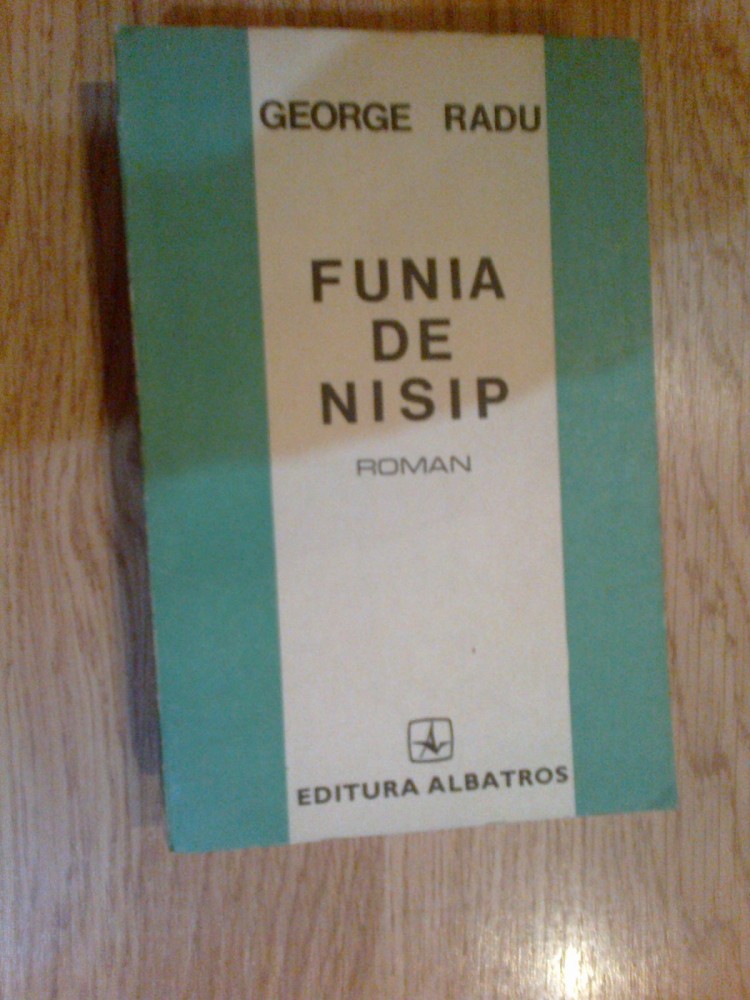 GEORGE RADU
FUNIA
DE
NISIP
ROMAN
EDITURA ALBATROS